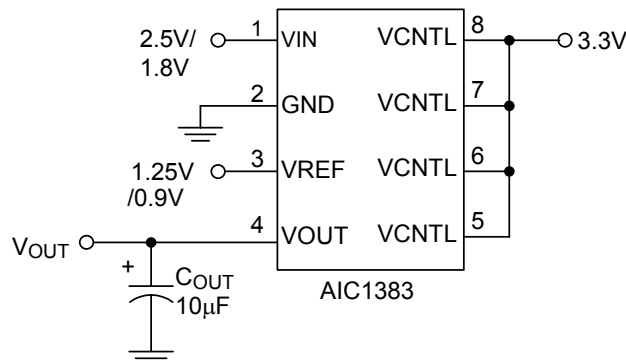 2.5V/
1.8V
1
VIN
VCNTL
8
3.3V
2
GND
VCNTL
7
1.25V
/0.9V
3
VREF
VCNTL
6
VOUT
4
VOUT
VCNTL
5
+
COUT
10μF
AIC1383